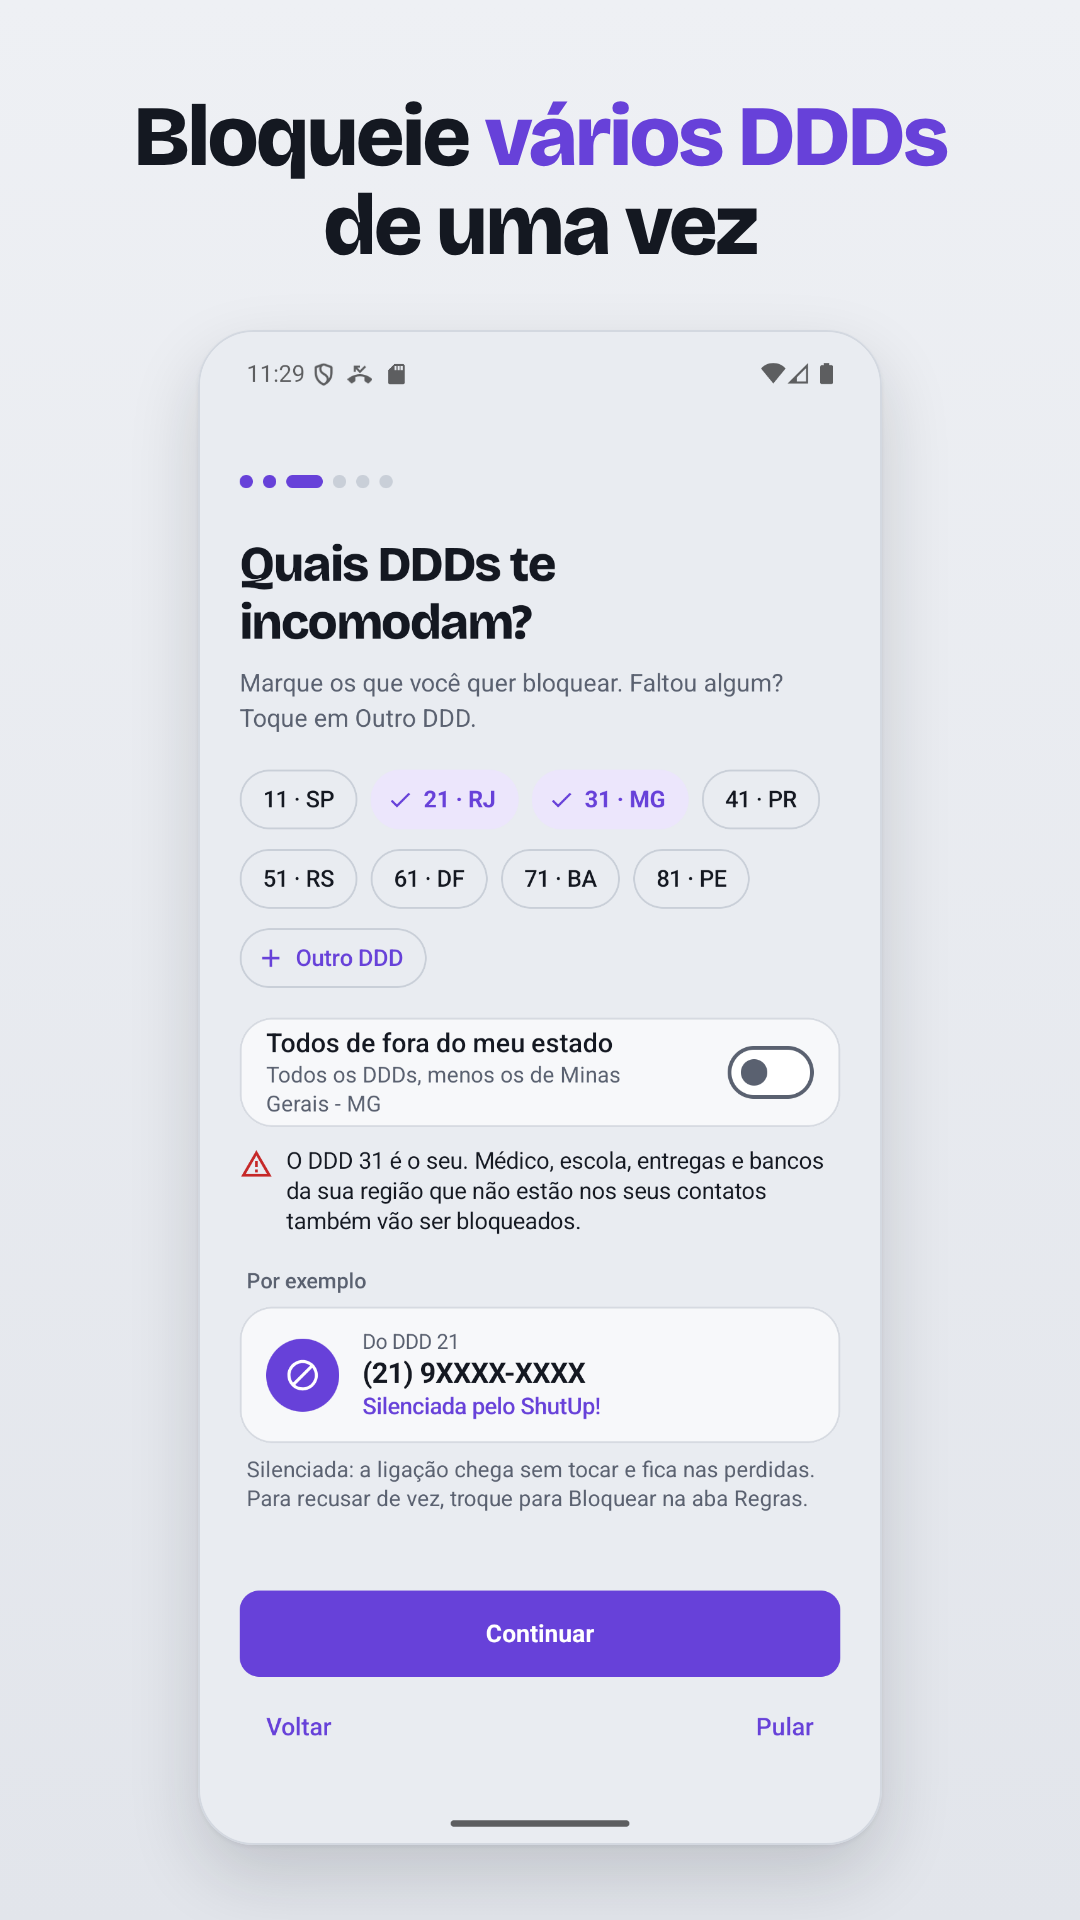 Bloqueie vários DDDs
de uma vez
11:29
Quais DDDs te
incomodam?
Marque os que você quer bloquear. Faltou algum?
Toque em Outro DDD.
11 · SP
21 · RJ
31 · MG
41 · PR
51 · RS
61 · DF
71 · BA
81 · PE
+ Outro DDD
Todos de fora do meu estado
Todos os DDDs, menos os de Minas
Gerais - MG
O DDD 31 é o seu. Médico, escola, entregas e bancos
da sua região que não estão nos seus contatos
também vão ser bloqueados.
Por exemplo
Do DDD 21
(21) 9XXXX-XXXX
Silenciada pelo ShutUp!
Silenciada: a ligação chega sem tocar e fica nas perdidas.
Para recusar de vez, troque para Bloquear na aba Regras.
Continuar
Voltar
Pular